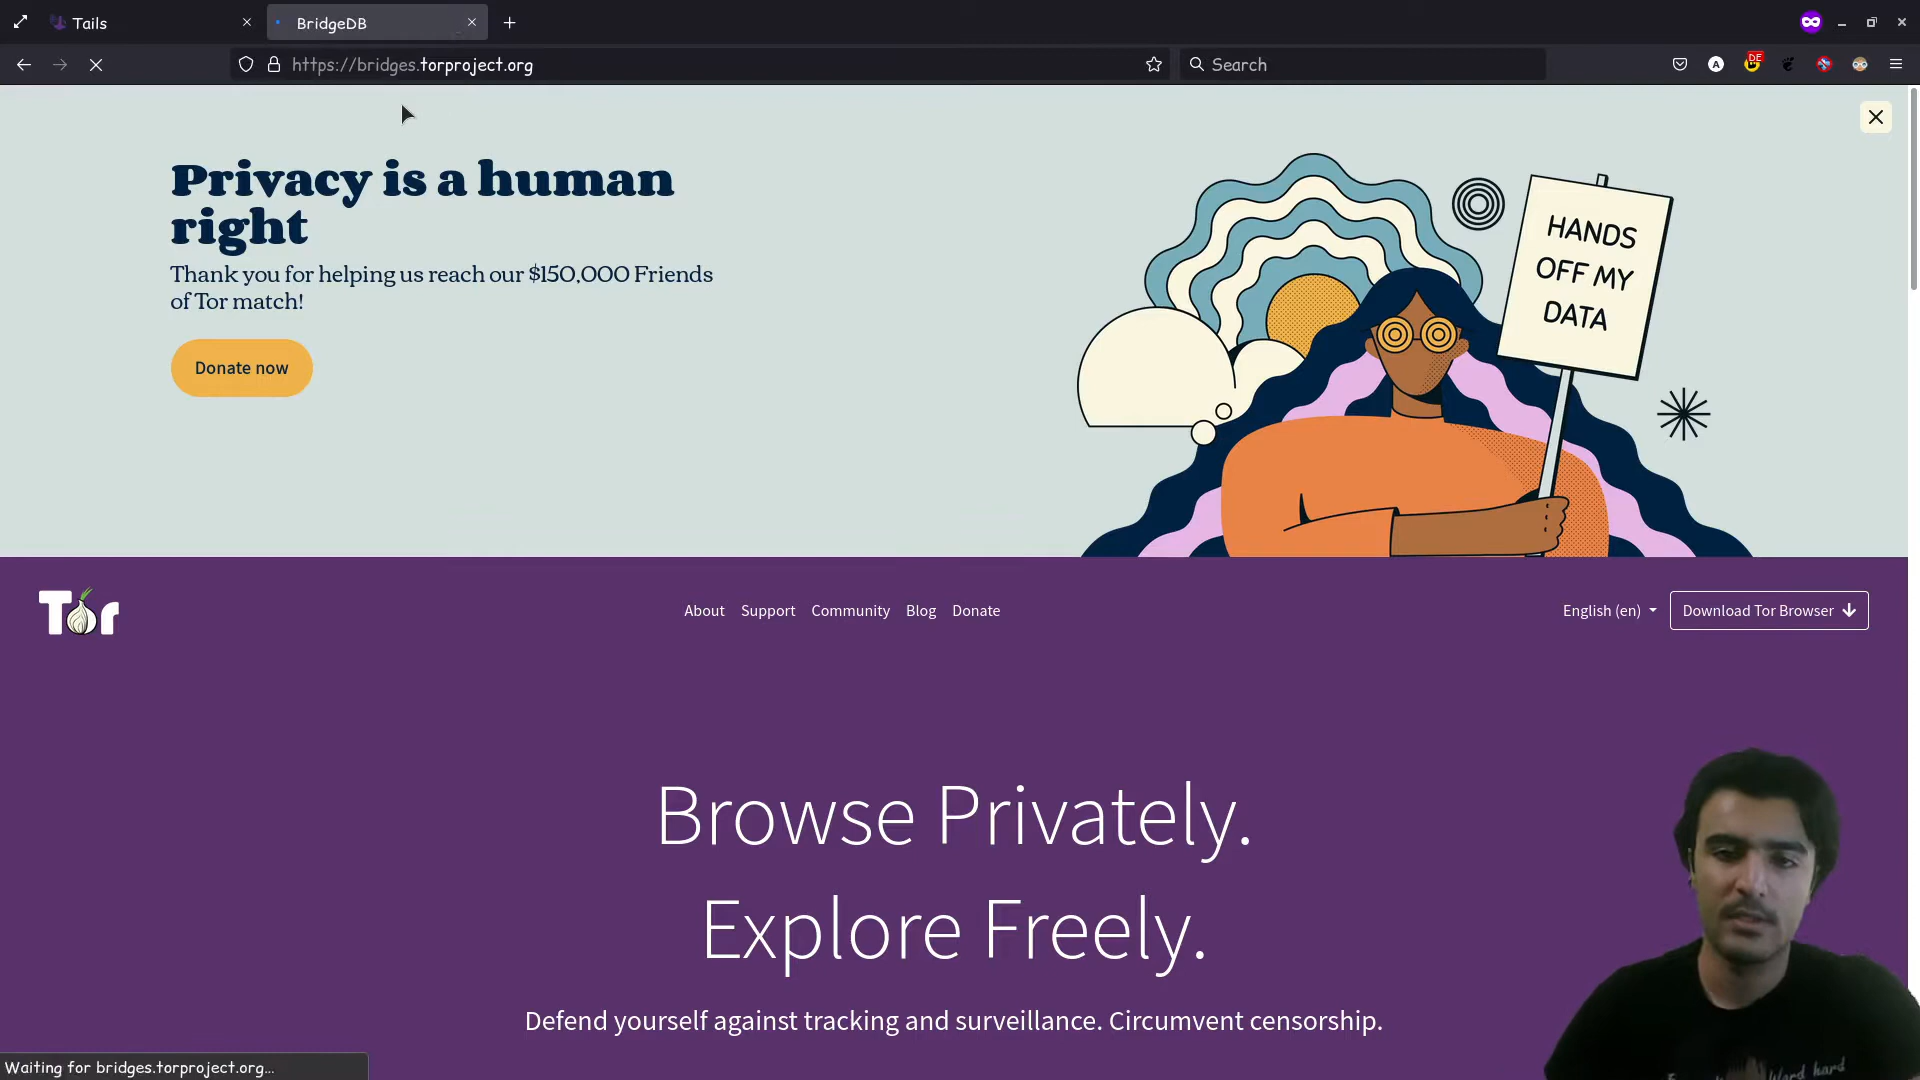 Tails
BridgeDB
https://bridges.torproject.org
Search
DE
A
Privacy is a human
right
Thank you for helping us reach our $150,000 Friends
of Tor match!
Donate now
HANDS
OFF MY
DATA
Tor
About Support Community Blog Donate
English (en)
Download Tor Browser
Browse Privately.
Explore Freely.
Defend yourself against tracking and surveillance. Circumvent censorship.
Waiting for bridges.torproject.org...
hard